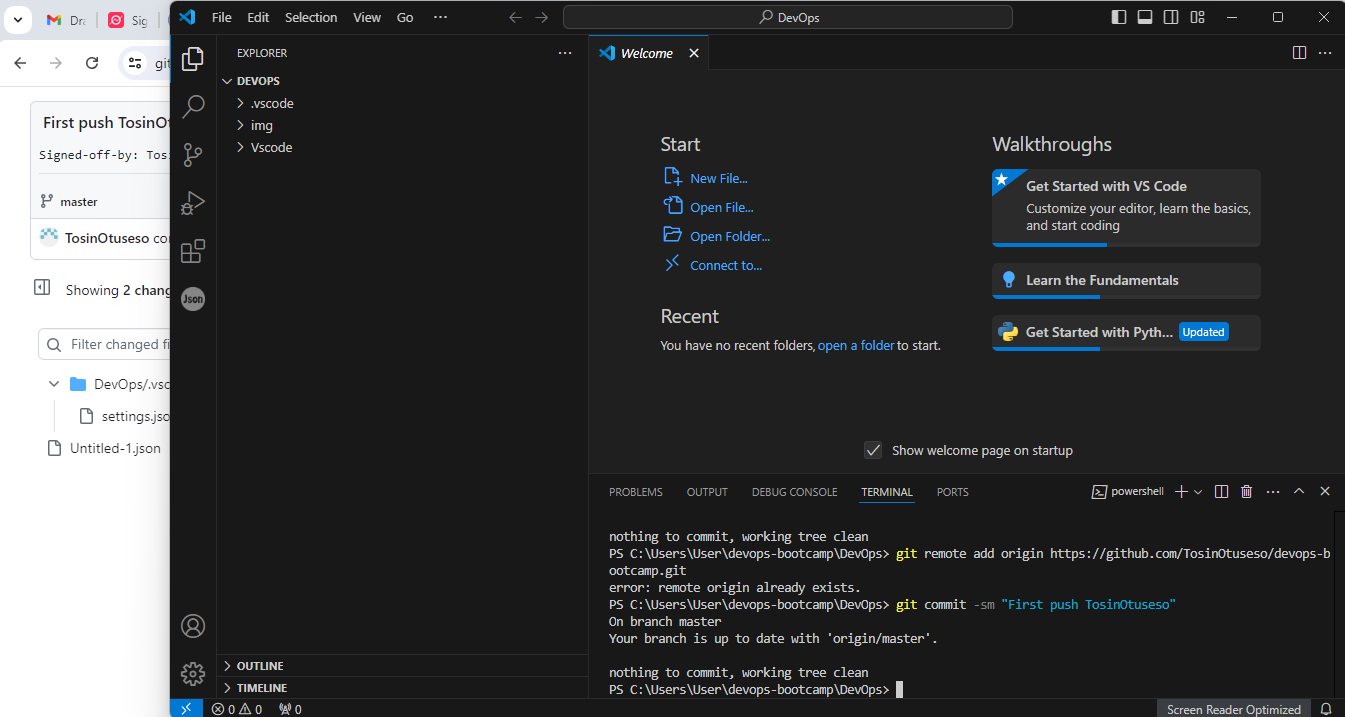 Dra
Sig
git
First push TosinOt
Signed-off-by: Tos
master
TosinOtuseso co
Showing 2 chang
Filter changed fi
DevOps/.vsc
settings.jso
Untitled-1.json
File Edit Selection View Go
DevOps
EXPLORER
DEVOPS
.vscode
img
Vscode
Json
OUTLINE
TIMELINE
Welcome
Start
New File...
Open File...
Open Folder...
Connect to...
Recent
You have no recent folders, open a folder to start.
Walkthroughs
Get Started with VS Code
Customize your editor, learn the basics,
and start coding
Learn the Fundamentals
Get Started with Pyth... Updated
Show welcome page on startup
PROBLEMS OUTPUT DEBUG CONSOLE TERMINAL PORTS
powershell
nothing to commit, working tree clean
PS C:\Users\User\devops-bootcamp\DevOps> git remote add origin https://github.com/TosinOtuseso/devops-b
ootcamp.git
error: remote origin already exists.
PS C:\Users\User\devops-bootcamp\DevOps> git commit -sm "First push TosinOtuseso"
On branch master
Your branch is up to date with 'origin/master'.
nothing to commit, working tree clean
PS C:\Users\User\devops-bootcamp\DevOps>
0 0 0
Screen Reader Optimized